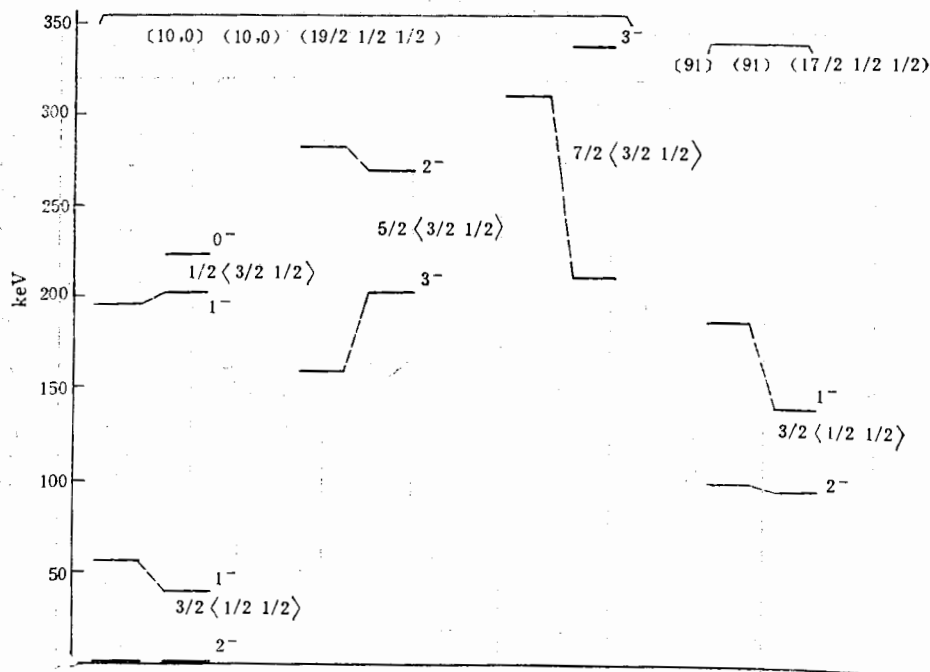 350
(10,0) (10,0) (19/2 1/2 1/2)
3⁻
(91) (91) (17/2 1/2 1/2)
300
7/2 ⟨3/2 1/2⟩
2⁻
250
5/2 ⟨3/2 1/2⟩
0⁻
1/2 ⟨3/2 1/2⟩
3⁻
keV
200
1⁻
150
1⁻
3/2 ⟨1/2 1/2⟩
100
2⁻
50
1⁻
3/2 ⟨1/2 1/2⟩
2⁻